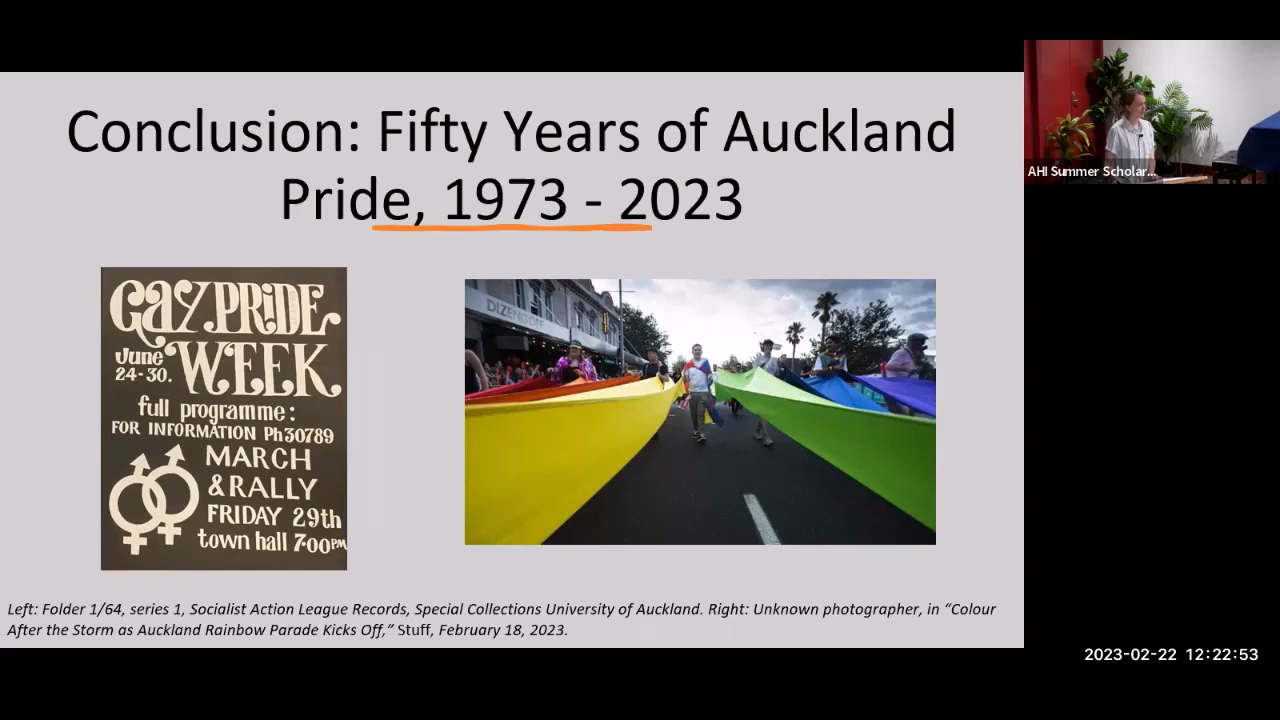 Conclusion: Fifty Years of Auckland
Pride, 1973 - 2023
GAY PRIDE
June
24-30.
WEEK
full programme:
FOR INFORMATION Ph30789
MARCH
& RALLY
FRIDAY 29th
town hall 7·00PM
DIZENGOFF
Left: Folder 1/64, series 1, Socialist Action League Records, Special Collections University of Auckland. Right: Unknown photographer, in “Colour
After the Storm as Auckland Rainbow Parade Kicks Off,” Stuff, February 18, 2023.
AHI Summer Scholar...
2023-02-22 12:22:53